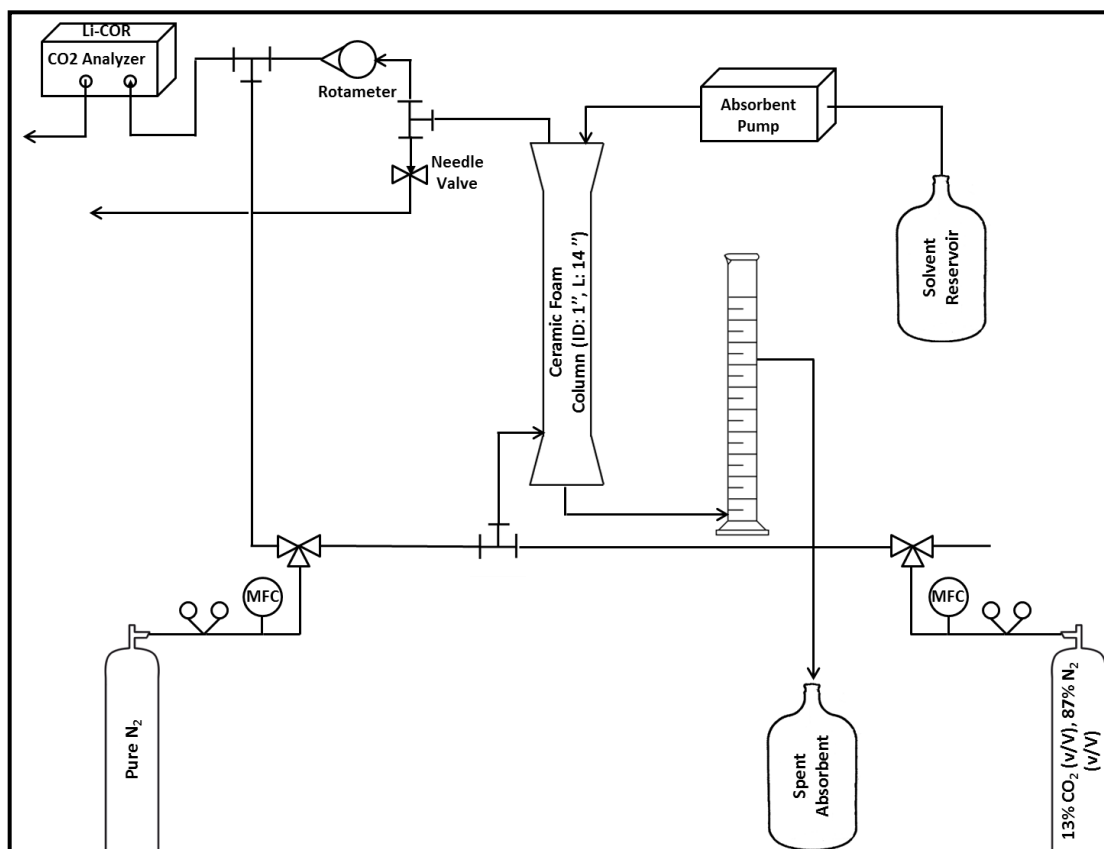 Li-COR
CO2 Analyzer
Rotameter
Needle
Valve
Absorbent
Pump
Solvent
Reservoir
Ceramic Foam
Column (ID: 1”, L: 14 ”)
MFC
MFC
Pure N₂
Spent
Absorbent
13% CO₂ (v/V), 87% N₂
(v/V)